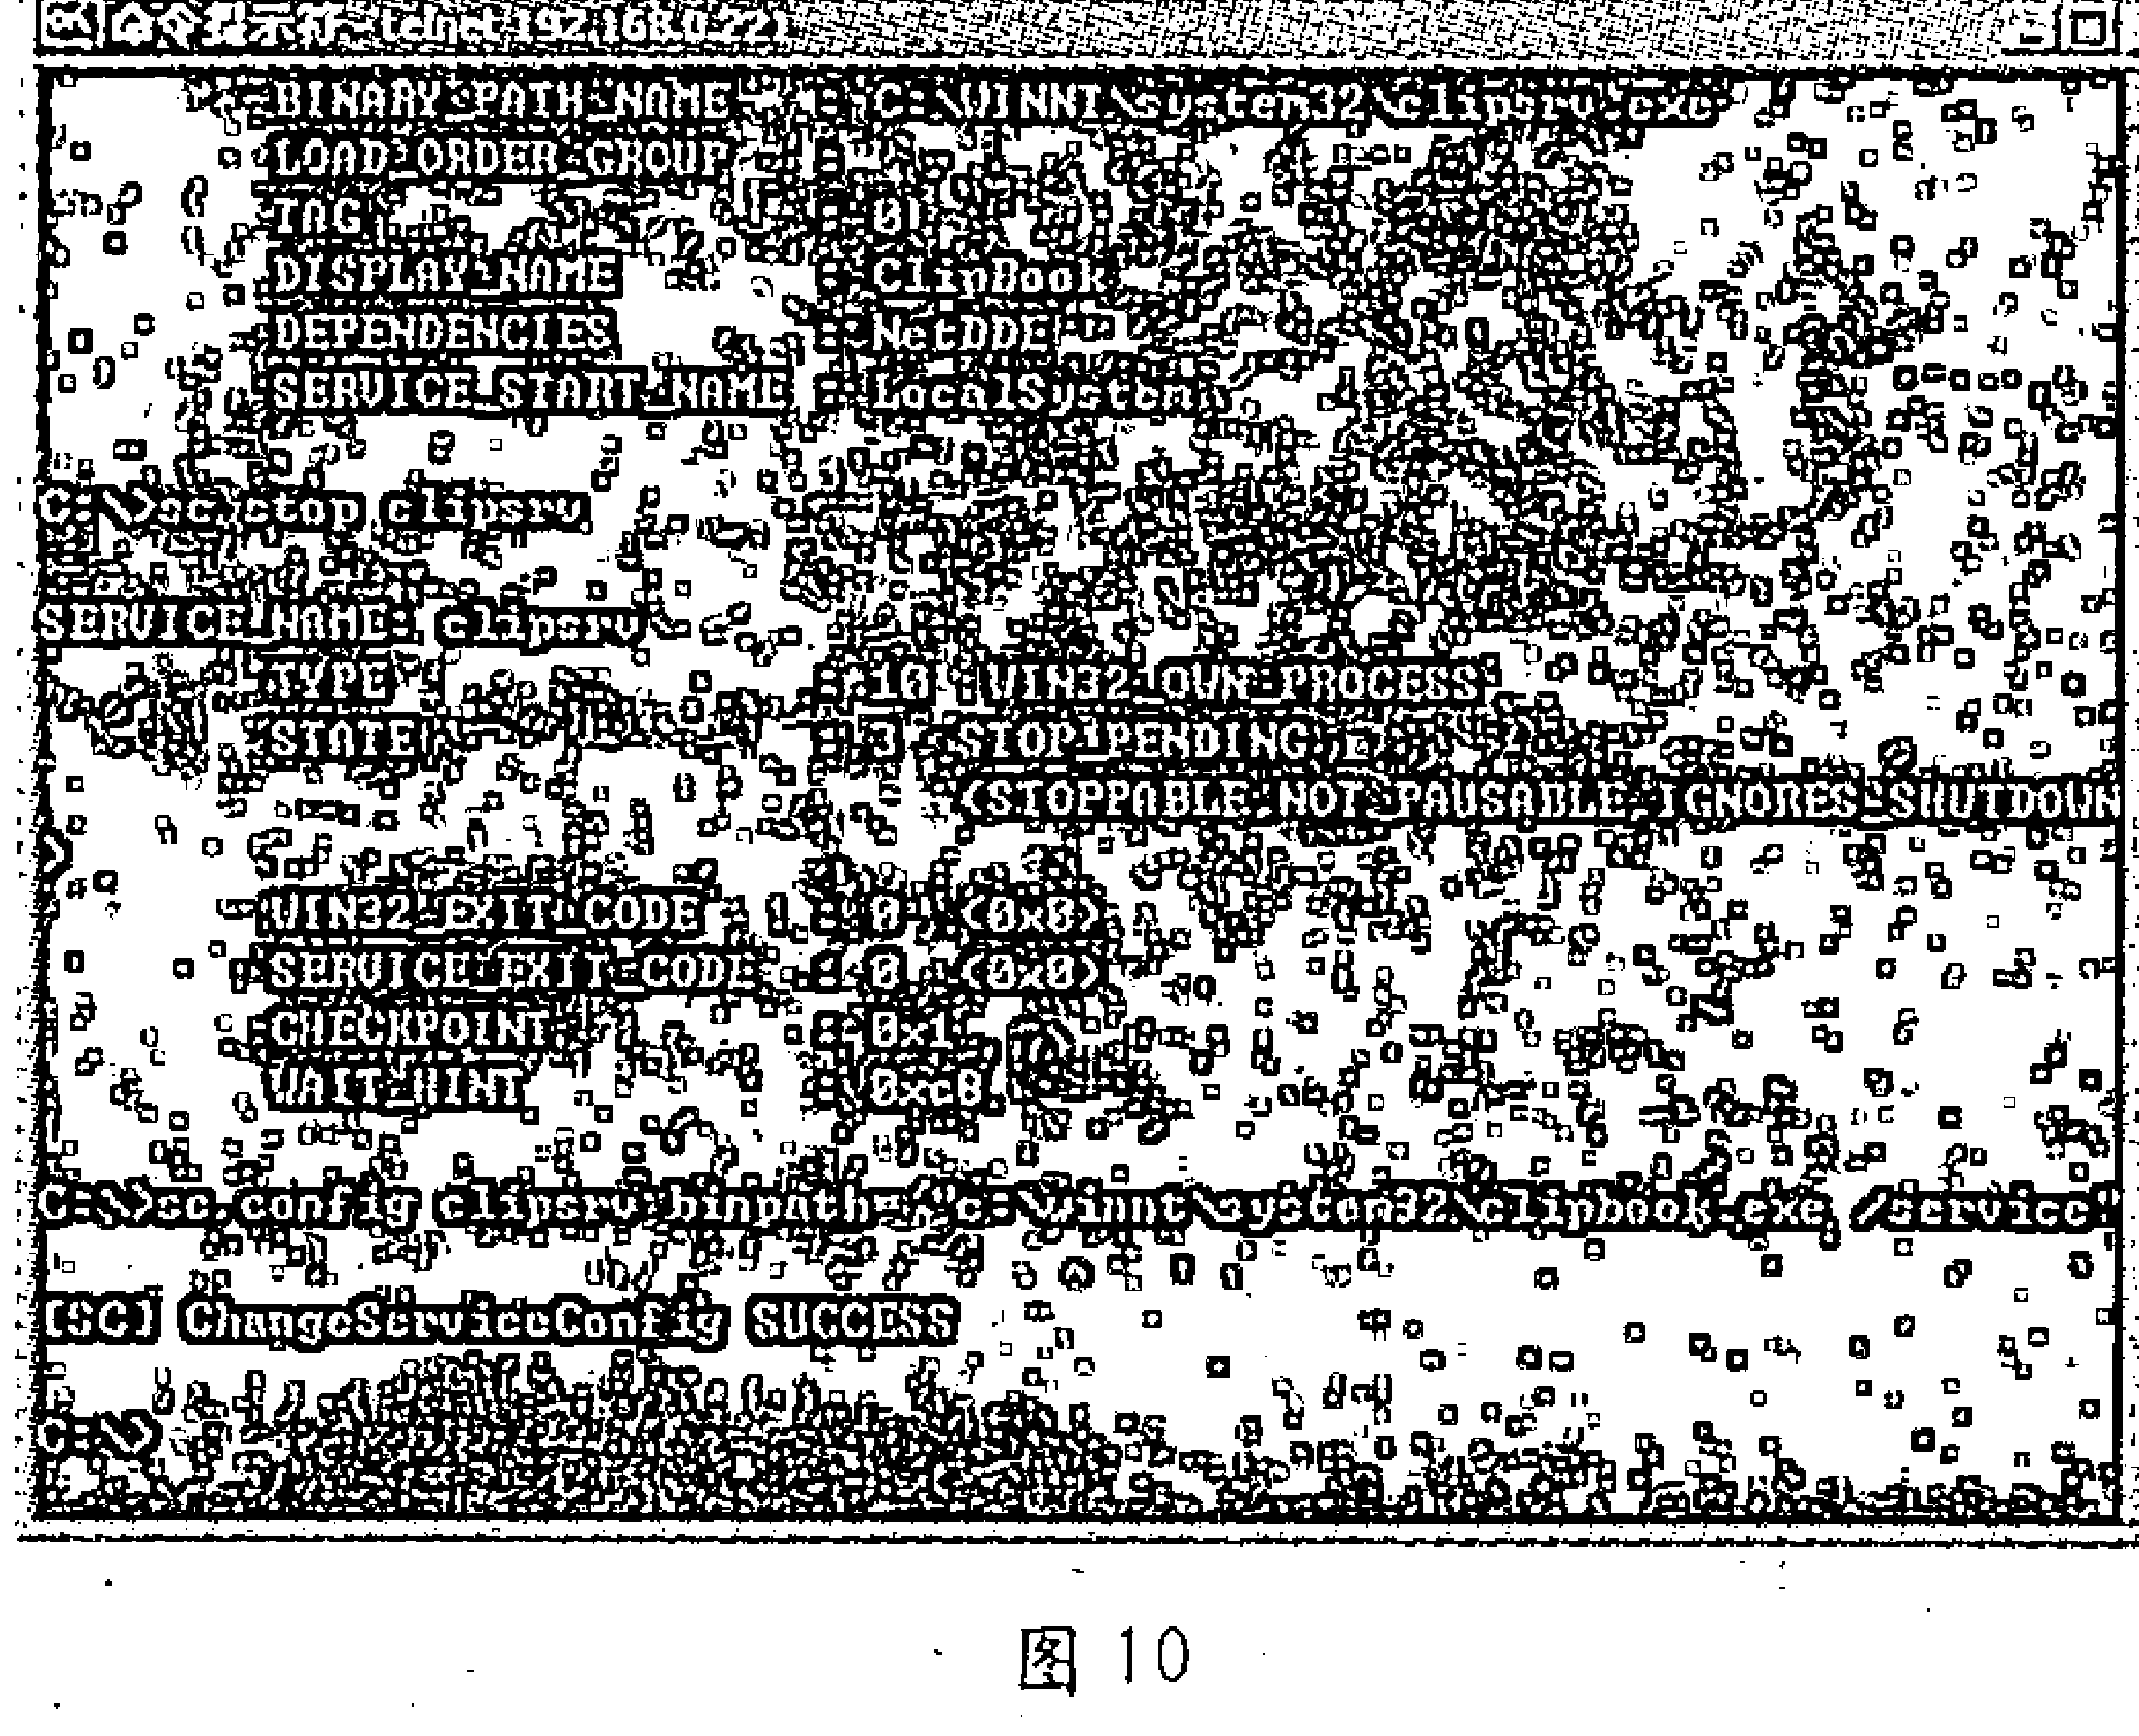 命令提示符 - telnet 192.168.0.221
BINARY_PATH_NAME : C:\WINNT\system32\clipsrv.exe
LOAD_ORDER_GROUP :
TAG : 0
DISPLAY_NAME : ClipBook
DEPENDENCIES : NetDDE
SERVICE_START_NAME : LocalSystem
C:\>sc stop clipsrv
SERVICE_NAME: clipsrv
TYPE : 10 WIN32_OWN_PROCESS
STATE : 3 STOP_PENDING
(STOPPABLE,NOT_PAUSABLE,IGNORES_SHUTDOWN
)
WIN32_EXIT_CODE : 0 (0x0)
SERVICE_EXIT_CODE : 0 (0x0)
CHECKPOINT : 0x1
WAIT_HINT
C:\>sc config clipsrv binpath= "c:\winnt\system32\clipbook.exe /service"
[SC] ChangeServiceConfig SUCCESS
C:\>
图 10